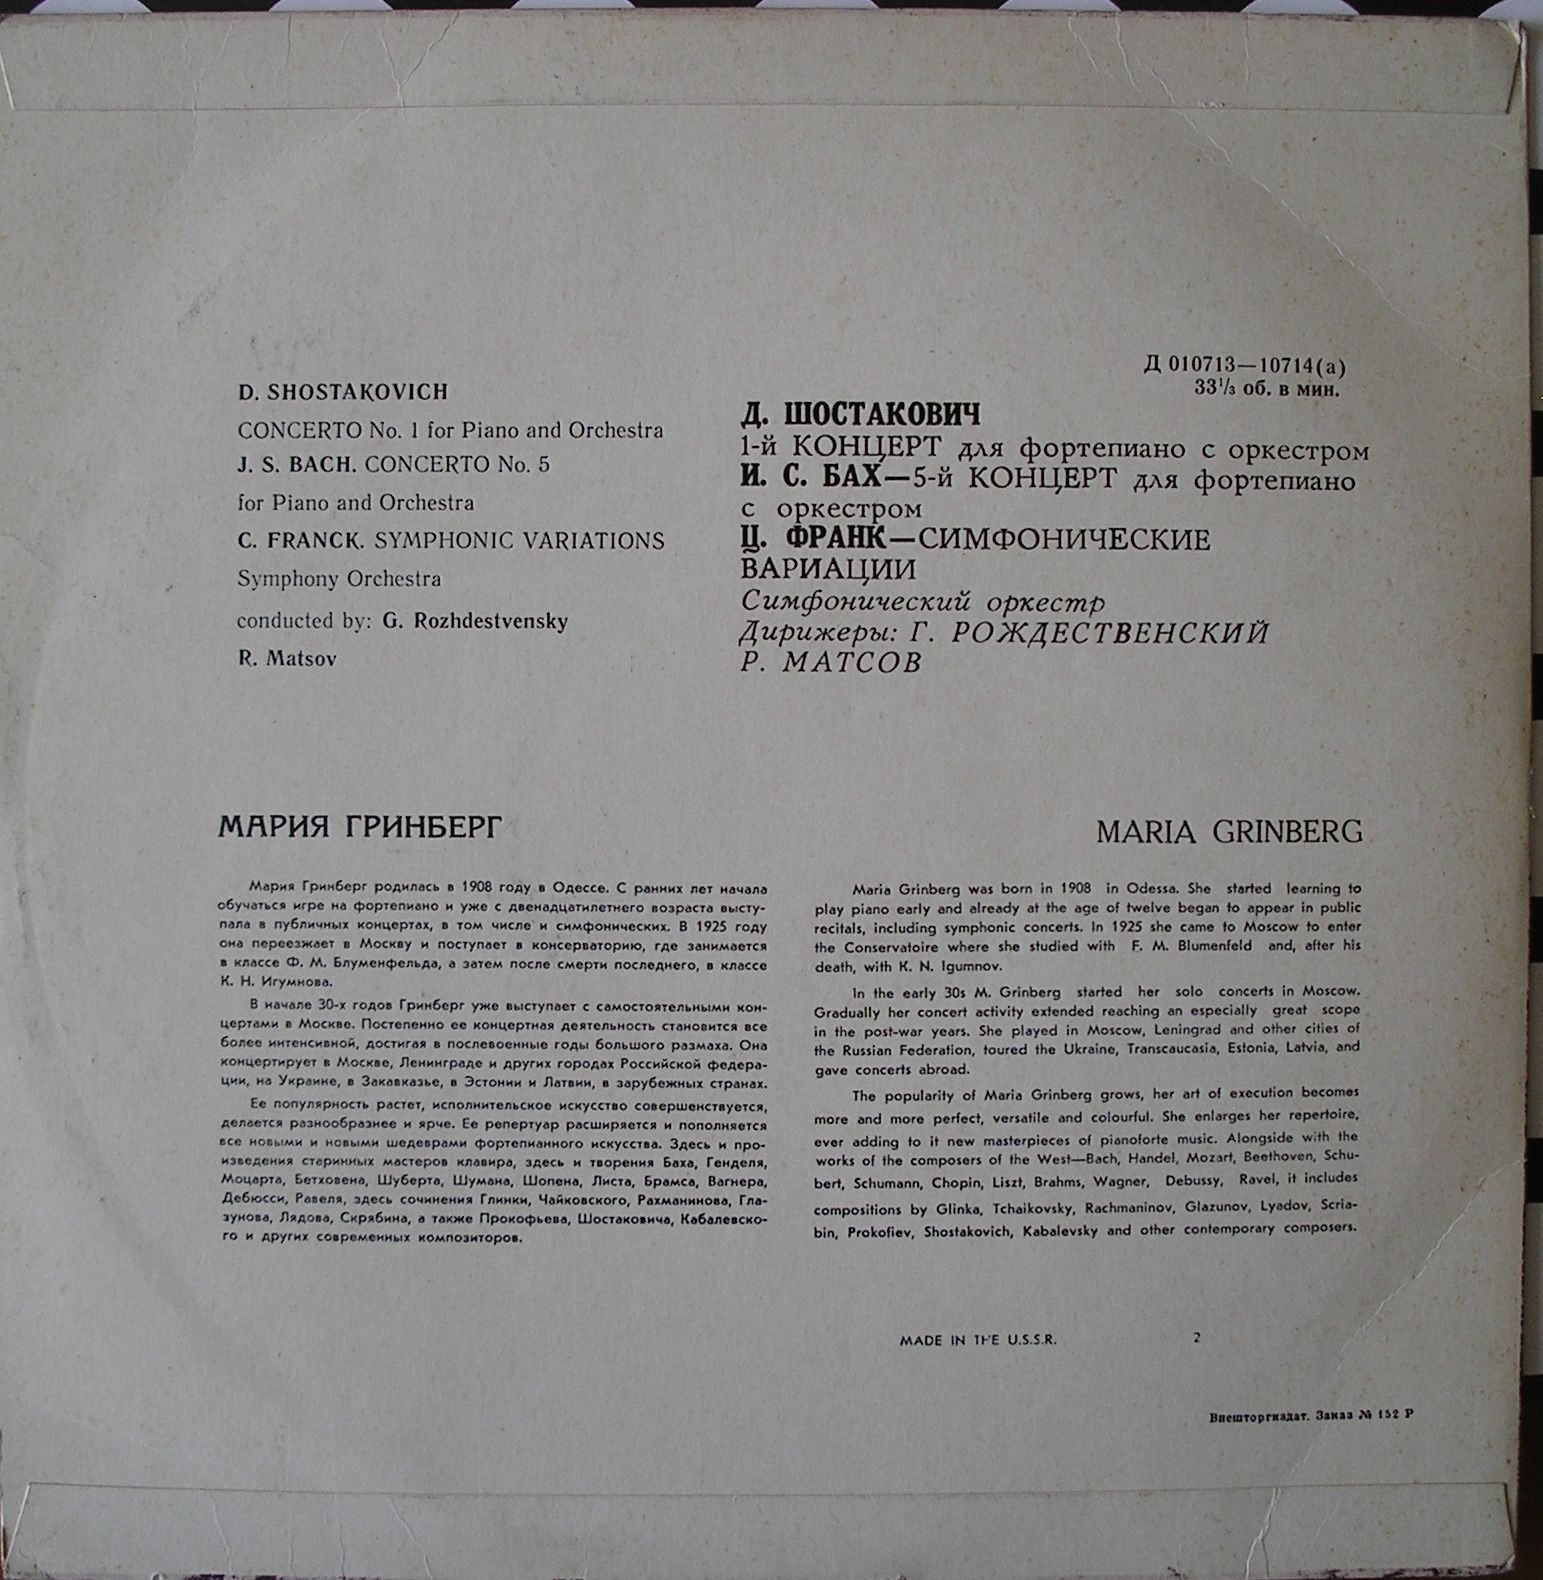 Д 010713—10714(а)
33¹/₃ об. в мин.
D. SHOSTAKOVICH
CONCERTO No. 1 for Piano and Orchestra
J. S. BACH. CONCERTO No. 5
for Piano and Orchestra
C. FRANCK. SYMPHONIC VARIATIONS
Symphony Orchestra
conducted by: G. Rozhdestvensky
R. Matsov
Д. ШОСТАКОВИЧ
1-й КОНЦЕРТ для фортепиано с оркестром
И. С. БАХ—5-й КОНЦЕРТ для фортепиано
с оркестром
Ц. ФРАНК—СИМФОНИЧЕСКИЕ
ВАРИАЦИИ
Симфонический оркестр
Дирижеры: Г. РОЖДЕСТВЕНСКИЙ
Р. МАТСОВ
МАРИЯ ГРИНБЕРГ
Мария Гринберг родилась в 1908 году в Одессе. С ранних лет начала
обучаться игре на фортепиано и уже с двенадцатилетнего возраста высту-
пала в публичных концертах, в том числе и симфонических. В 1925 году
она переезжает в Москву и поступает в консерваторию, где занимается
в классе Ф. М. Блуменфельда, а затем после смерти последнего, в классе
К. Н. Игумнова.
В начале 30-х годов Гринберг уже выступает с самостоятельными кон-
цертами в Москве. Постепенно ее концертная деятельность становится все
более интенсивной, достигая в послевоенные годы большого размаха. Она
концертирует в Москве, Ленинграде и других городах Российской федера-
ции, на Украине, в Закавказье, в Эстонии и Латвии, в зарубежных странах.
Ее популярность растет, исполнительское искусство совершенствуется,
делается разнообразнее и ярче. Ее репертуар расширяется и пополняется
все новыми и новыми шедеврами фортепианного искусства. Здесь и про-
изведения старинных мастеров клавира, здесь и творения Баха, Генделя,
Моцарта, Бетховена, Шуберта, Шумана, Шопена, Листа, Брамса, Вагнера,
Дебюсси, Равеля, здесь сочинения Глинки, Чайковского, Рахманинова, Гла-
зунова, Лядова, Скрябина, а также Прокофьева, Шостаковича, Кабалевско-
го и других современных композиторов.
MARIA GRINBERG
Maria Grinberg was born in 1908 in Odessa. She started learning to
play piano early and already at the age of twelve began to appear in public
recitals, including symphonic concerts. In 1925 she came to Moscow to enter
the Conservatoire where she studied with F. M. Blumenfeld and, after his
death, with K. N. Igumnov.
In the early 30s M. Grinberg started her solo concerts in Moscow.
Gradually her concert activity extended reaching an especially great scope
in the post-war years. She played in Moscow, Leningrad and other cities of
the Russian Federation, toured the Ukraine, Transcaucasia, Estonia, Latvia, and
gave concerts abroad.
The popularity of Maria Grinberg grows, her art of execution becomes
more and more perfect, versatile and colourful. She enlarges her repertoire,
ever adding to it new masterpieces of pianoforte music. Alongside with the
works of the composers of the West—Bach, Handel, Mozart, Beethoven, Schu-
bert, Schumann, Chopin, Liszt, Brahms, Wagner, Debussy, Ravel, it includes
compositions by Glinka, Tchaikovsky, Rachmaninov, Glazunov, Lyadov, Scria-
bin, Prokofiev, Shostakovich, Kabalevsky and other contemporary composers.
MADE IN THE U.S.S.R.
2
Внешторгиздат. Заказ № 152 Р